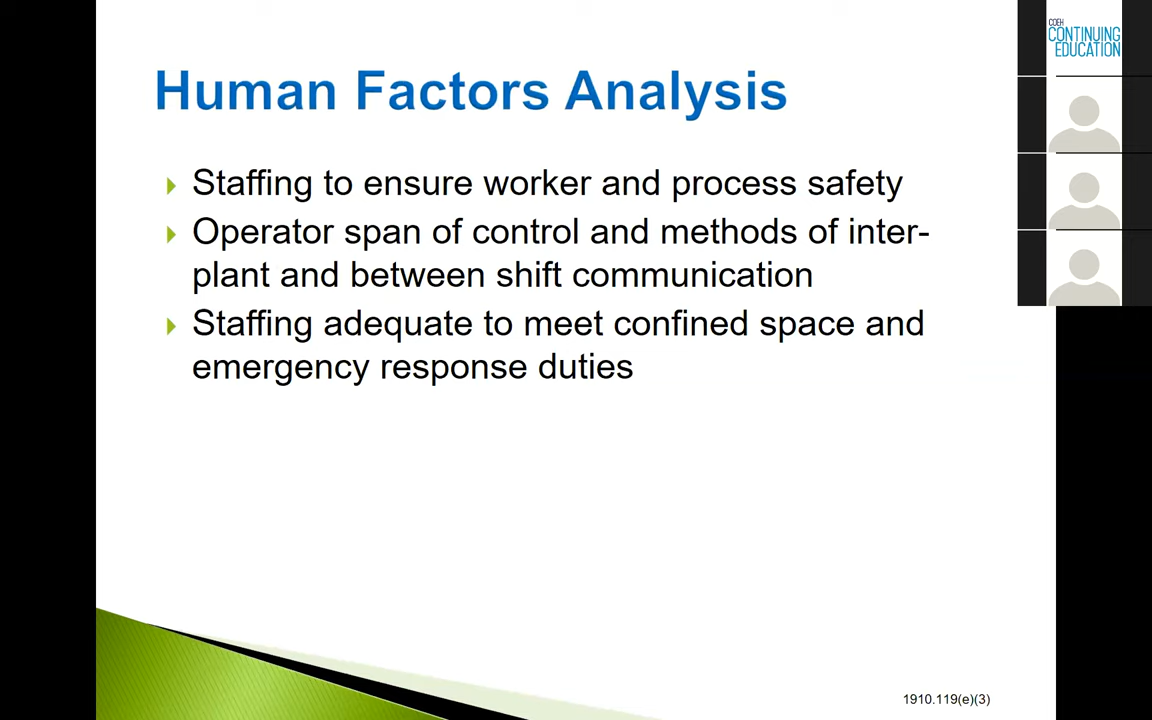 Human Factors Analysis
Staffing to ensure worker and process safety
Operator span of control and methods of inter-
plant and between shift communication
Staffing adequate to meet confined space and
emergency response duties
1910.119(e)(3)
COEH
CONTINUING
EDUCATION